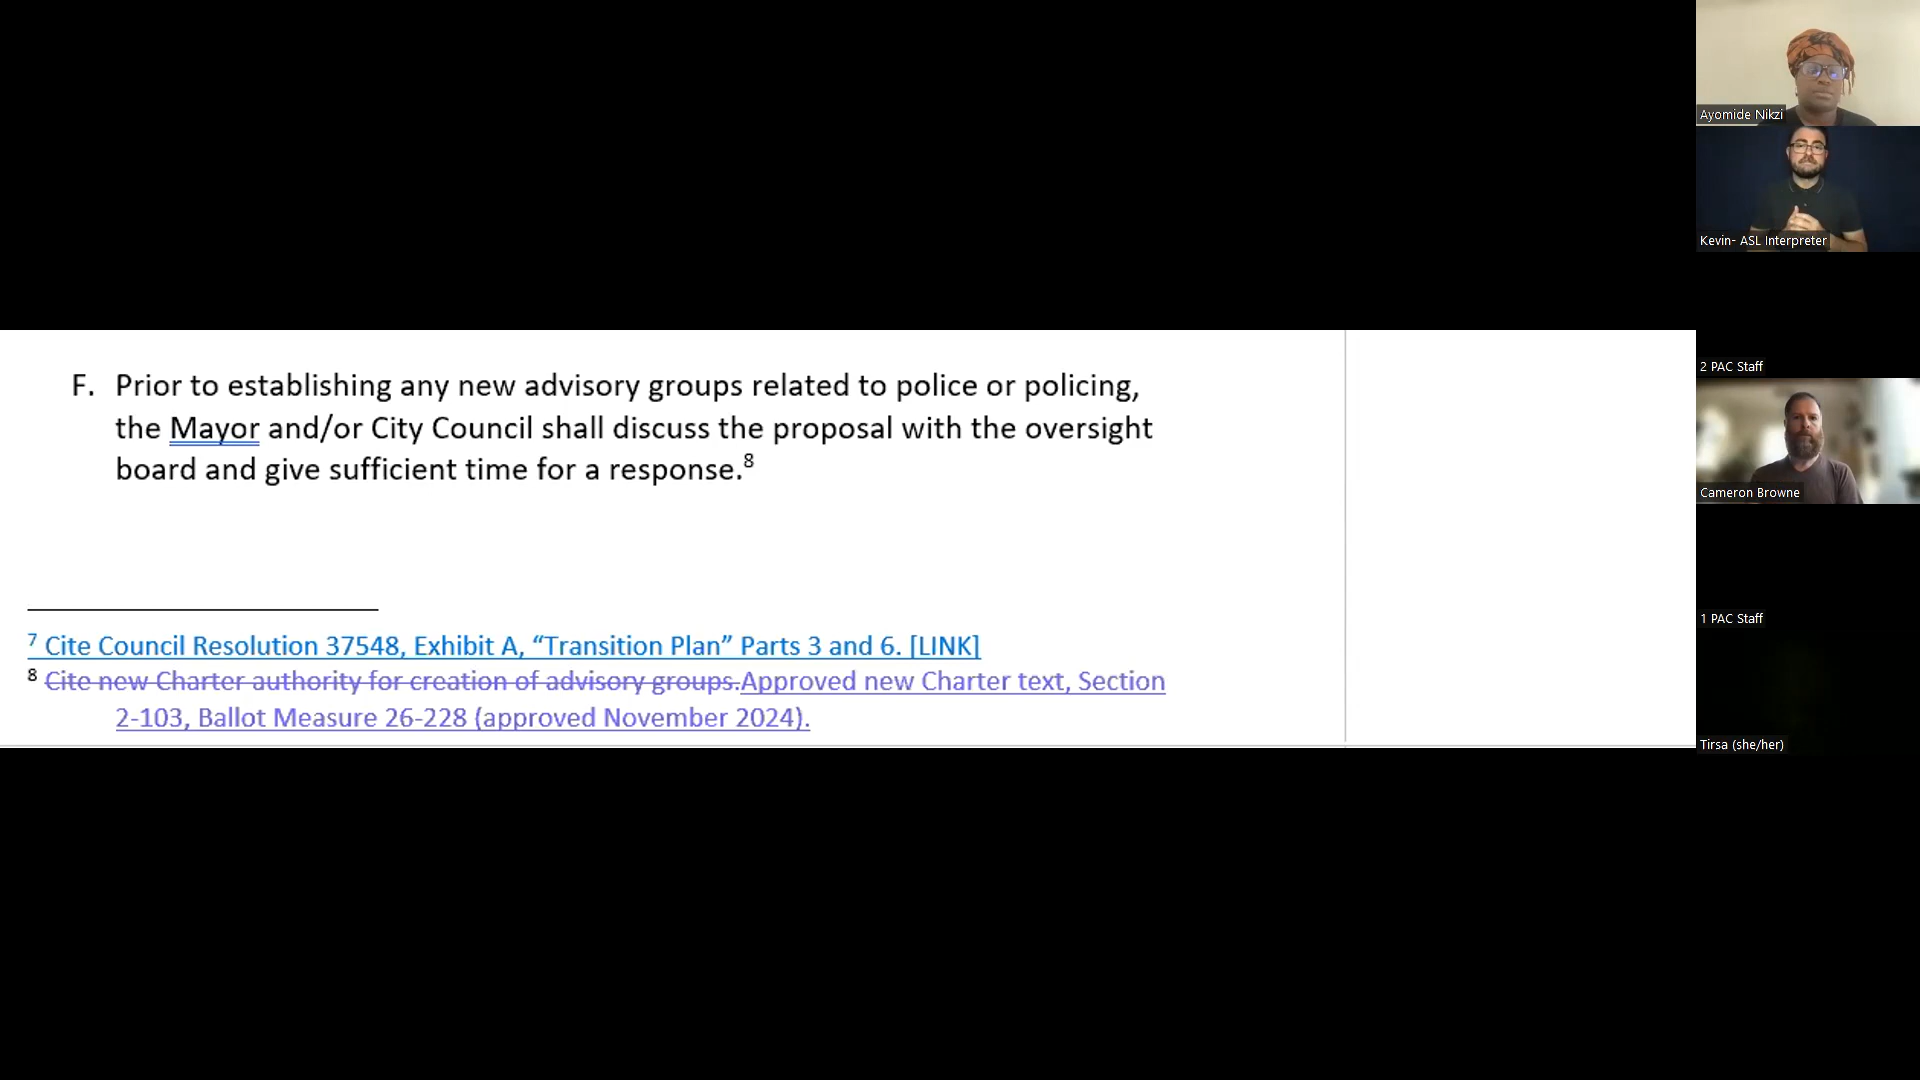 F. Prior to establishing any new advisory groups related to police or policing,
the Mayor and/or City Council shall discuss the proposal with the oversight
board and give sufficient time for a response.8
7 Cite Council Resolution 37548, Exhibit A, “Transition Plan” Parts 3 and 6. [LINK]
8 Cite new Charter authority for creation of advisory groups.Approved new Charter text, Section
2-103, Ballot Measure 26-228 (approved November 2024).
Ayomide Nikzi
Kevin- ASL Interpreter
2 PAC Staff
Cameron Browne
1 PAC Staff
Tirsa (she/her)